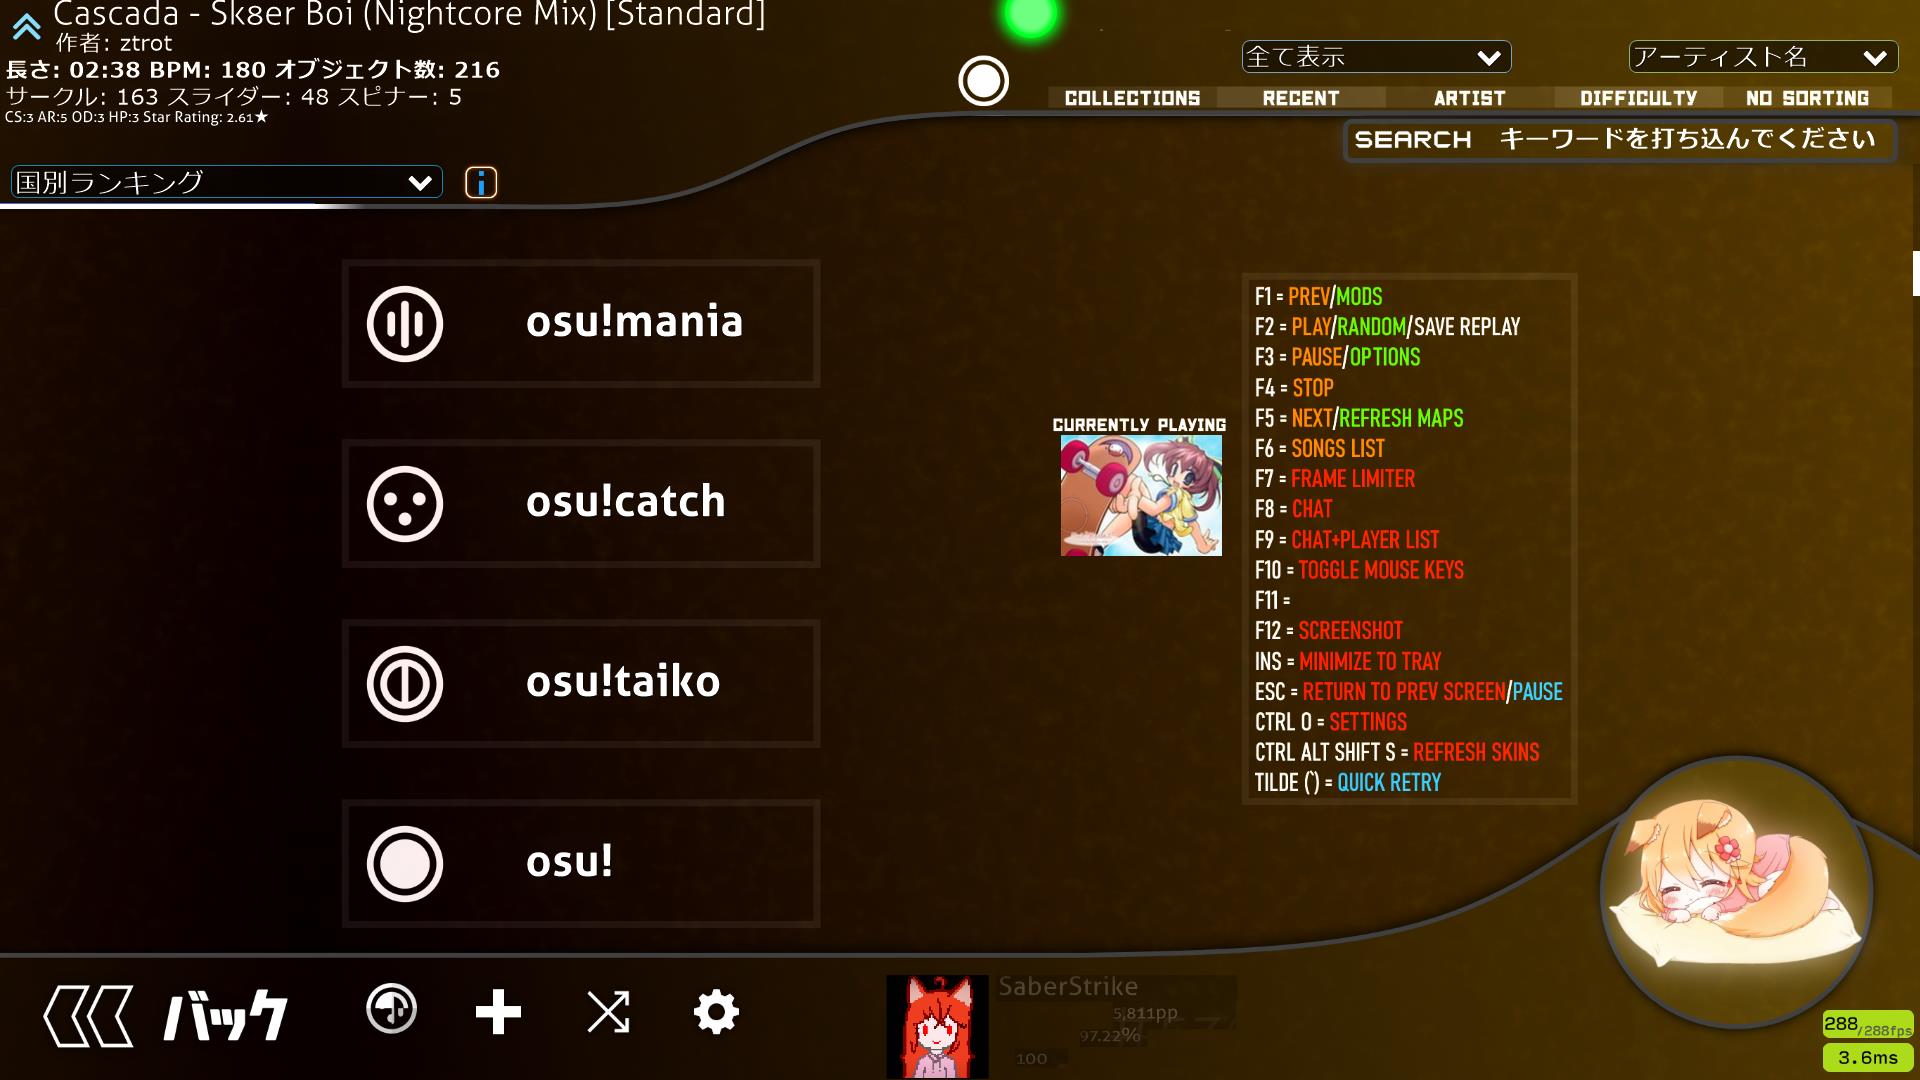 Cascada - Sk8er Boi (Nightcore Mix) [Standard]
作者: ztrot
長さ: 02:38 BPM: 180 オブジェクト数: 216
サークル: 163 スライダー: 48 スピナー: 5
CS:3 AR:5 OD:3 HP:3 Star Rating: 2.61★
全て表示
アーティスト名
COLLECTIONS RECENT ARTIST DIFFICULTY NO SORTING
SEARCH キーワードを打ち込んでください
国別ランキング
i
osu!mania
osu!catch
osu!taiko
osu!
CURRENTLY PLAYING
F1 = PREV/MODS
F2 = PLAY/RANDOM/SAVE REPLAY
F3 = PAUSE/OPTIONS
F4 = STOP
F5 = NEXT/REFRESH MAPS
F6 = SONGS LIST
F7 = FRAME LIMITER
F8 = CHAT
F9 = CHAT+PLAYER LIST
F10 = TOGGLE MOUSE KEYS
F11 =
F12 = SCREENSHOT
INS = MINIMIZE TO TRAY
ESC = RETURN TO PREV SCREEN/PAUSE
CTRL O = SETTINGS
CTRL ALT SHIFT S = REFRESH SKINS
TILDE (`) = QUICK RETRY
バック
SaberStrike
5,811pp
97.22%
100
288/288fps
3.6ms